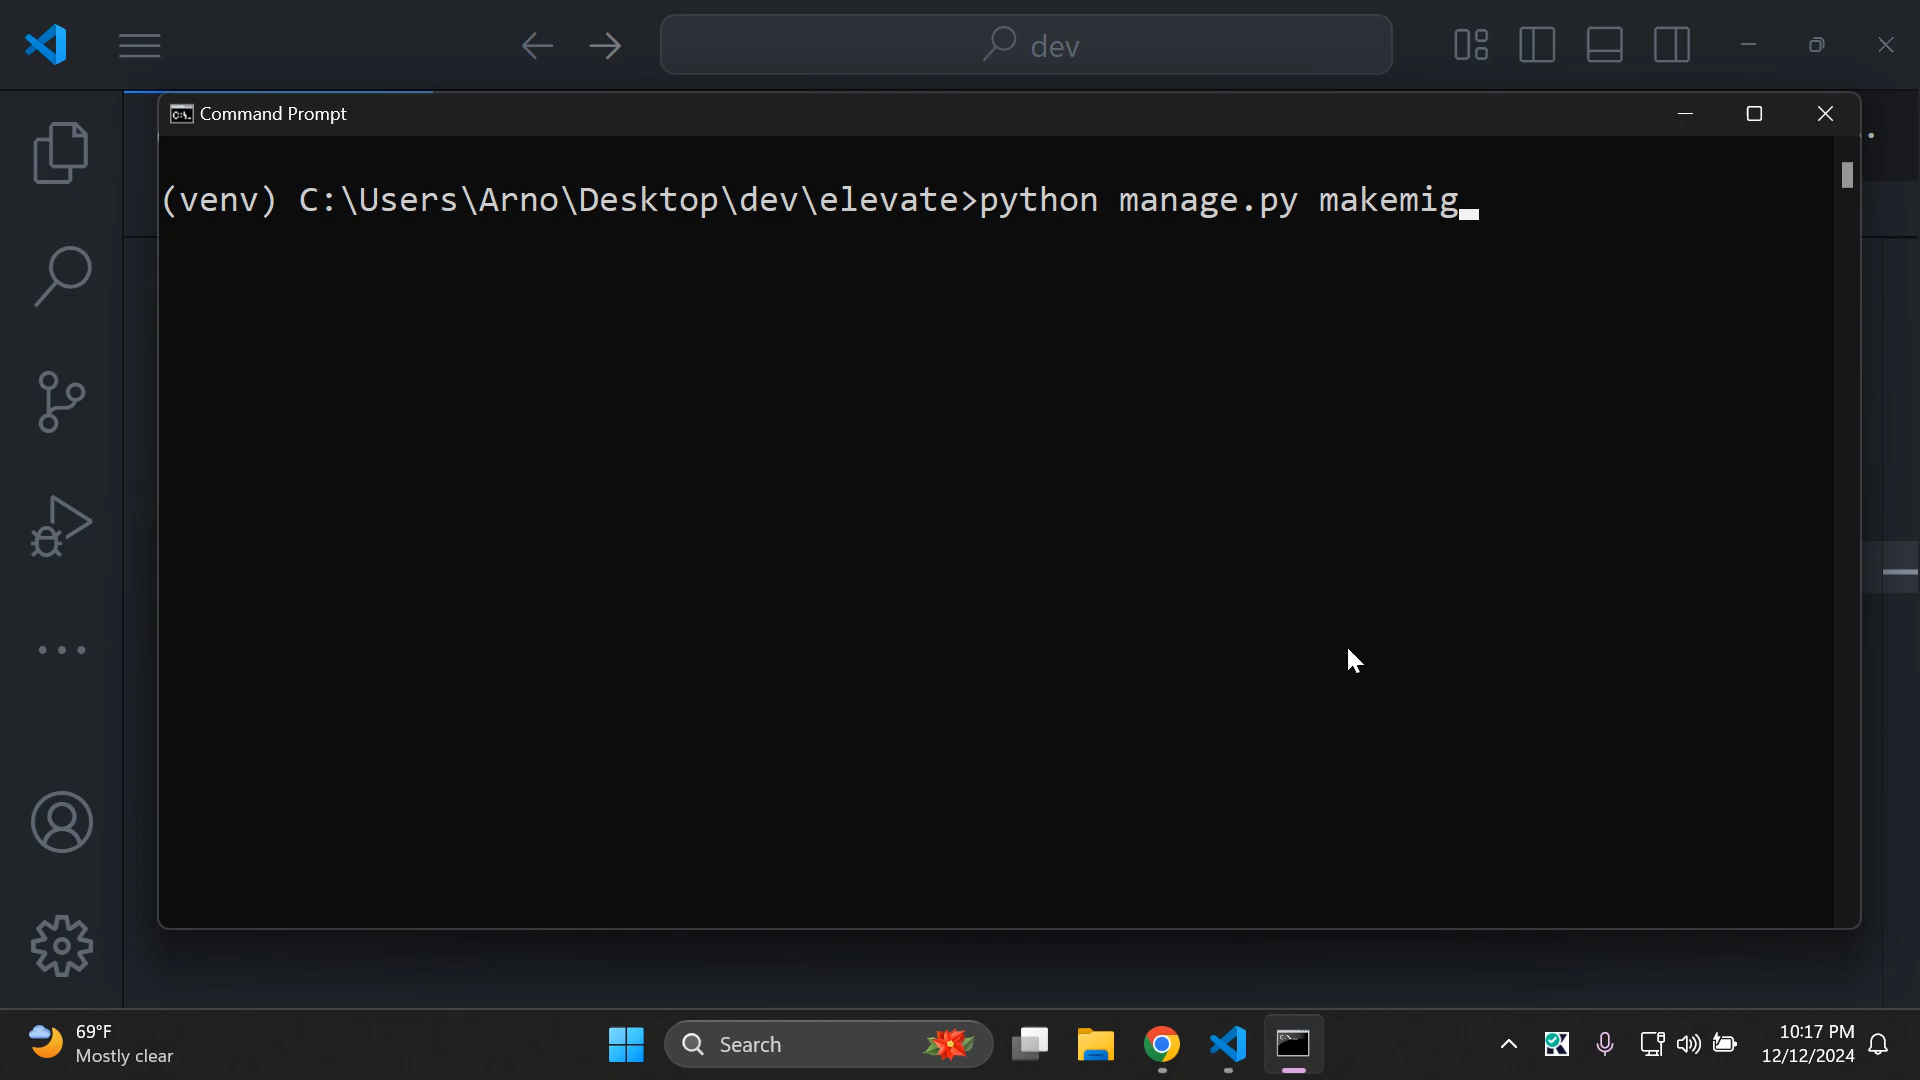 dev
Command Prompt
(venv) C:\Users\Arno\Desktop\dev\elevate>python manage.py makemig
69°F
Mostly clear
Search
10:17 PM
12/12/2024